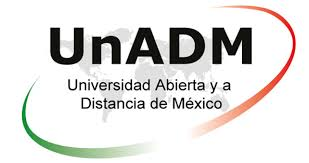 UnADM
Universidad Abierta y a
Distancia de México